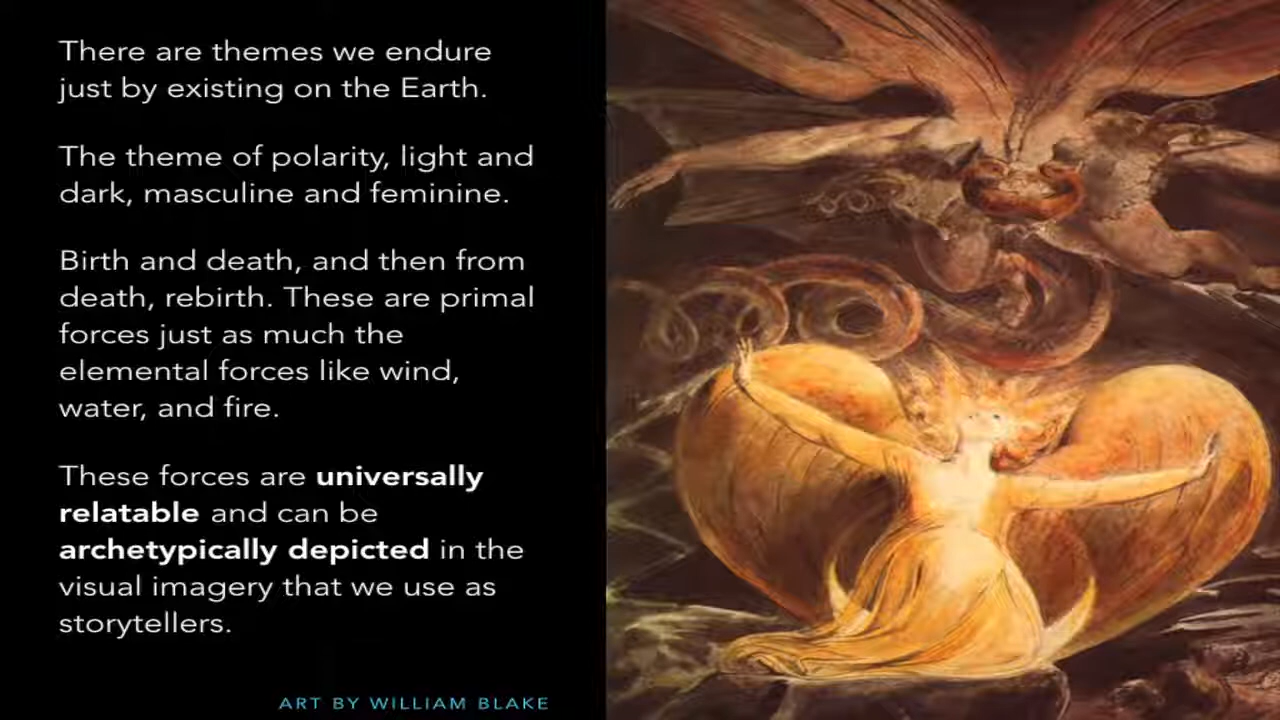 There are themes we endure
just by existing on the Earth.
The theme of polarity, light and
dark, masculine and feminine.
Birth and death, and then from
death, rebirth. These are primal
forces just as much the
elemental forces like wind,
water, and fire.
These forces are universally
relatable and can be
archetypically depicted in the
visual imagery that we use as
storytellers.
ART BY WILLIAM BLAKE